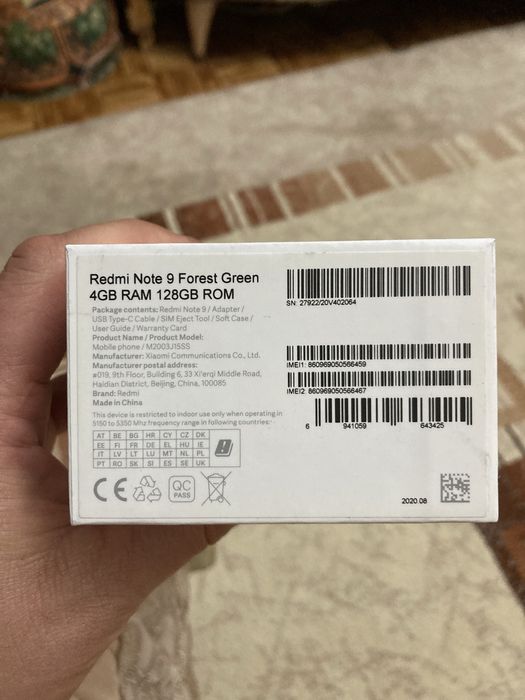 Redmi Note 9 Forest Green
4GB RAM 128GB ROM
Package contents: Redmi Note 9 / Adapter /
USB Type-C Cable / SIM Eject Tool / Soft Case /
User Guide / Warranty Card
Product Name / Product Model:
Mobile phone / M2003J15SS
Manufacturer: Xiaomi Communications Co., Ltd.
Manufacturer postal address:
#019, 9th Floor, Building 6, 33 Xi'erqi Middle Road,
Haidian District, Beijing, China, 100085
Brand: Redmi
Made in China
This device is restricted to indoor use only when operating in
5150 to 5350 Mhz frequency range in following countries:
AT BE BG HR CY CZ DK
EE FI FR DE EL HU IE
IT LV LT LU MT NL PL
PT RO SK SI ES SE UK
CE
QC
PASS
SN: 27922/20V402064
IMEI1: 860969050566459
IMEI2: 860969050566467
6 941059 643425
2020.08